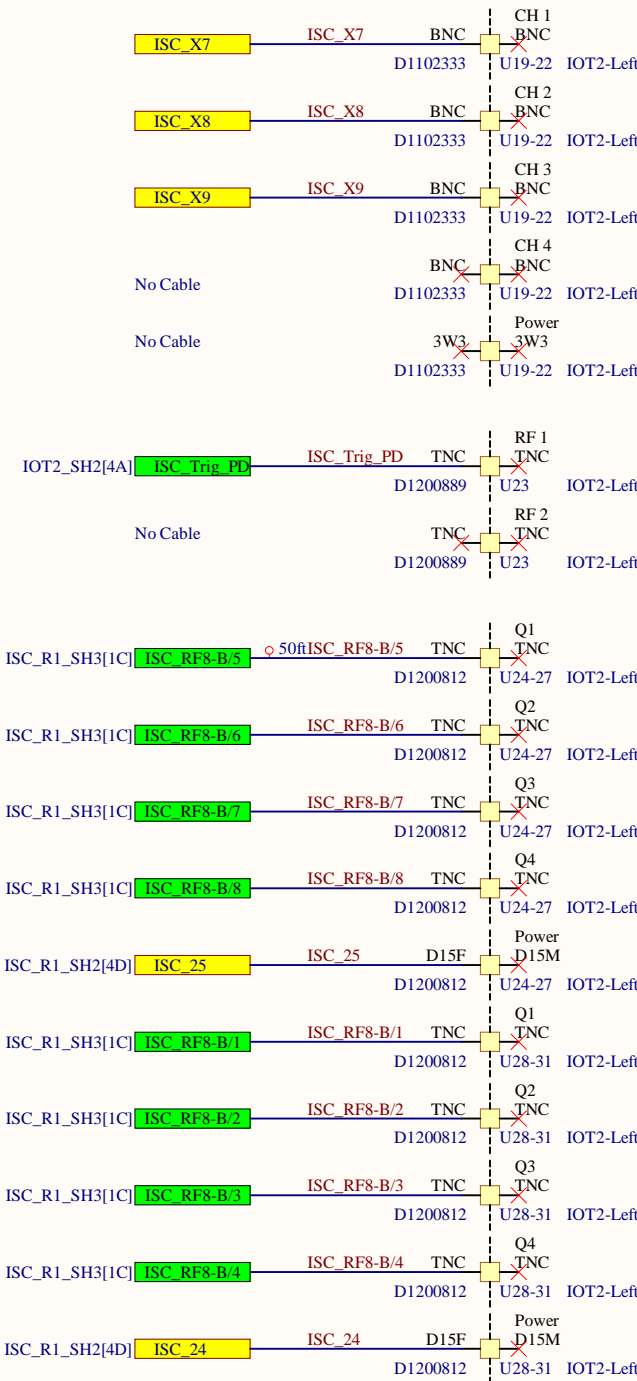 CH 1
ISC_X7 ISC_X7 BNC BNC
D1102333 U19-22 IOT2-Left
CH 2
ISC_X8 ISC_X8 BNC BNC
D1102333 U19-22 IOT2-Left
CH 3
ISC_X9 ISC_X9 BNC BNC
D1102333 U19-22 IOT2-Left
CH 4
No Cable BNC BNC
D1102333 U19-22 IOT2-Left
Power
No Cable 3W3 3W3
D1102333 U19-22 IOT2-Left
RF 1
IOT2_SH2[4A] ISC_Trig_PD ISC_Trig_PD TNC TNC
D1200889 U23 IOT2-Left
RF 2
No Cable TNC TNC
D1200889 U23 IOT2-Left
Q1
ISC_R1_SH3[1C] ISC_RF8-B/5 50ft ISC_RF8-B/5 TNC TNC
D1200812 U24-27 IOT2-Left
Q2
ISC_R1_SH3[1C] ISC_RF8-B/6 ISC_RF8-B/6 TNC TNC
D1200812 U24-27 IOT2-Left
Q3
ISC_R1_SH3[1C] ISC_RF8-B/7 ISC_RF8-B/7 TNC TNC
D1200812 U24-27 IOT2-Left
Q4
ISC_R1_SH3[1C] ISC_RF8-B/8 ISC_RF8-B/8 TNC TNC
D1200812 U24-27 IOT2-Left
Power
ISC_R1_SH2[4D] ISC_25 ISC_25 D15F D15M
D1200812 U24-27 IOT2-Left
Q1
ISC_R1_SH3[1C] ISC_RF8-B/1 ISC_RF8-B/1 TNC TNC
D1200812 U28-31 IOT2-Left
Q2
ISC_R1_SH3[1C] ISC_RF8-B/2 ISC_RF8-B/2 TNC TNC
D1200812 U28-31 IOT2-Left
Q3
ISC_R1_SH3[1C] ISC_RF8-B/3 ISC_RF8-B/3 TNC TNC
D1200812 U28-31 IOT2-Left
Q4
ISC_R1_SH3[1C] ISC_RF8-B/4 ISC_RF8-B/4 TNC TNC
D1200812 U28-31 IOT2-Left
Power
ISC_R1_SH2[4D] ISC_24 ISC_24 D15F D15M
D1200812 U28-31 IOT2-Left